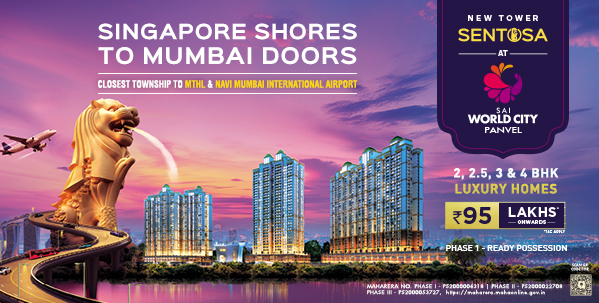 SINGAPORE SHORES
TO MUMBAI DOORS
CLOSEST TOWNSHIP TO MTHL & NAVI MUMBAI INTERNATIONAL AIRPORT
NEW TOWER
SENTOSA
AT
SAI
WORLD CITY
PANVEL
2, 2.5, 3 & 4 BHK
LUXURY HOMES
₹95 LAKHS*
ONWARDS
*T&C APPLY
PHASE 1 - READY POSSESSION
MAHARERA NO. PHASE I - P52000004318 | PHASE II - P52000022708
PHASE III - P52000053727, https://maharera.mahaonline.gov.in